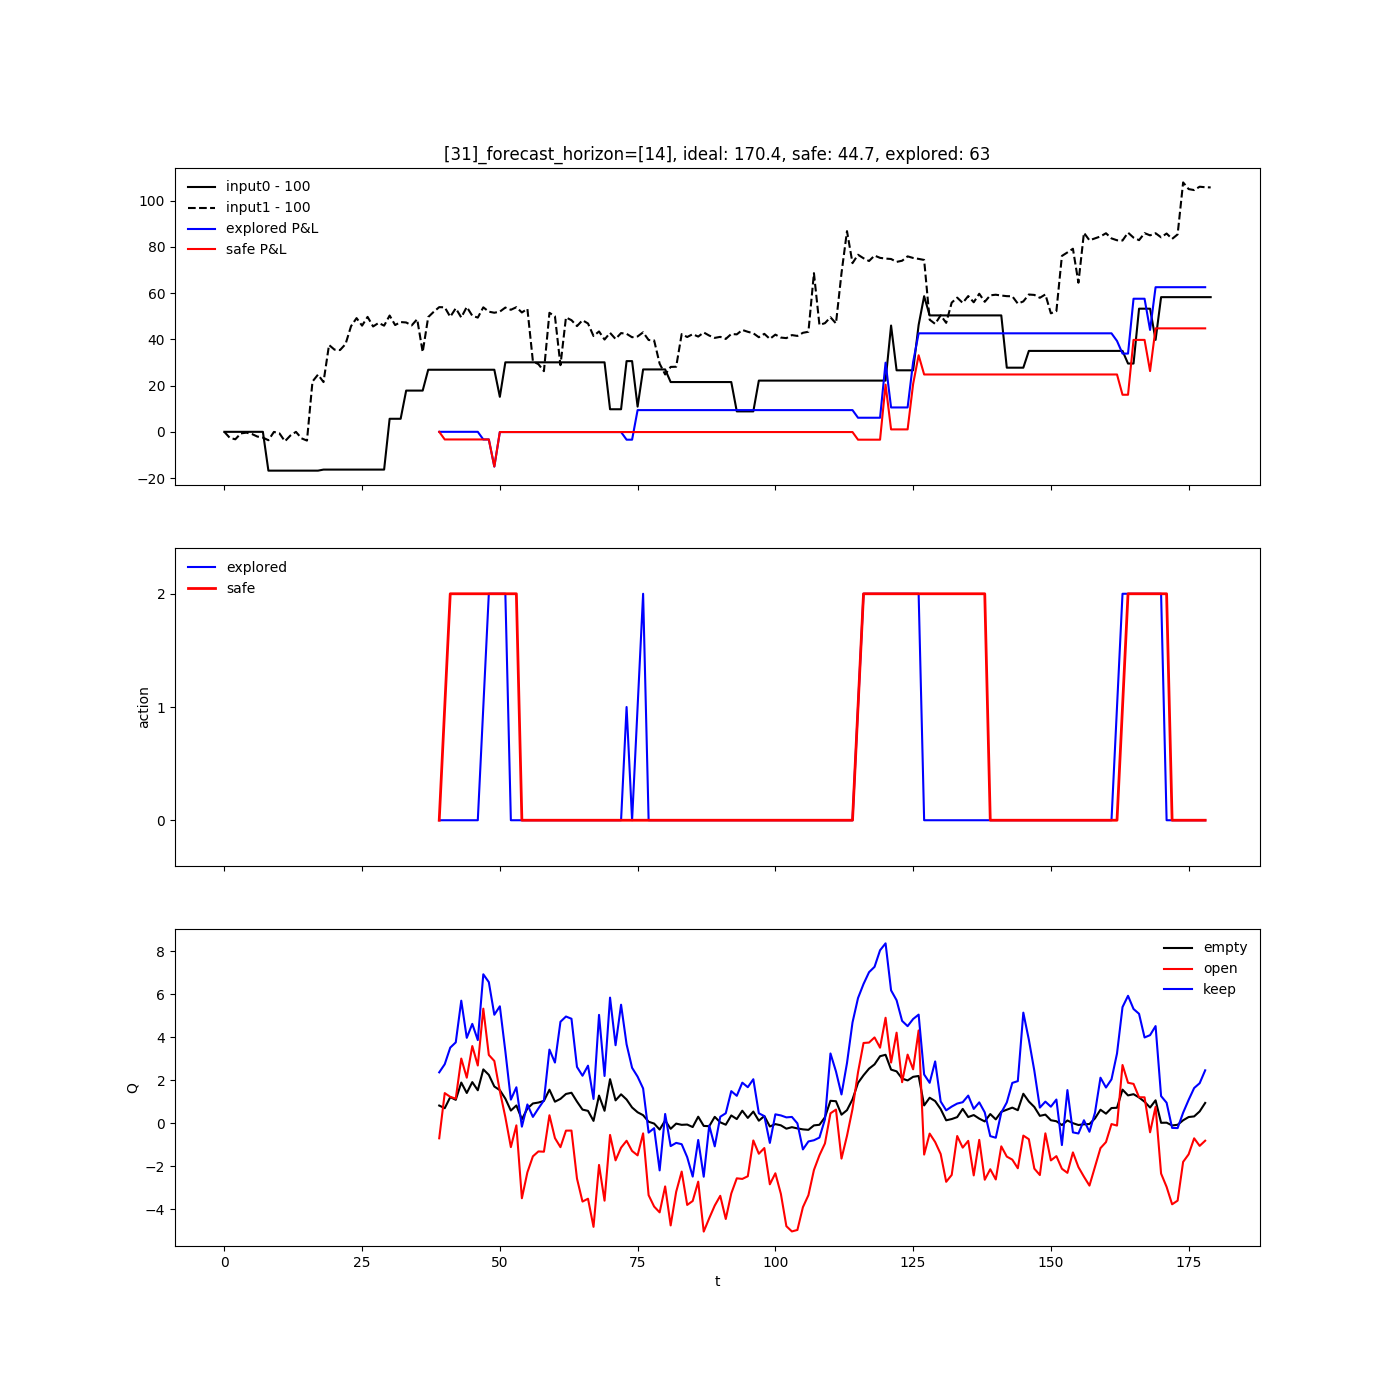 [31]_forecast_horizon=[14], ideal: 170.4, safe: 44.7, explored: 63
input0 - 100
input1 - 100
explored P&L
safe P&L
100
80
60
40
20
0
−20
explored
safe
2
1
0
action
empty
open
keep
8
6
4
2
0
−2
−4
Q
0 25 50 75 100 125 150 175
t